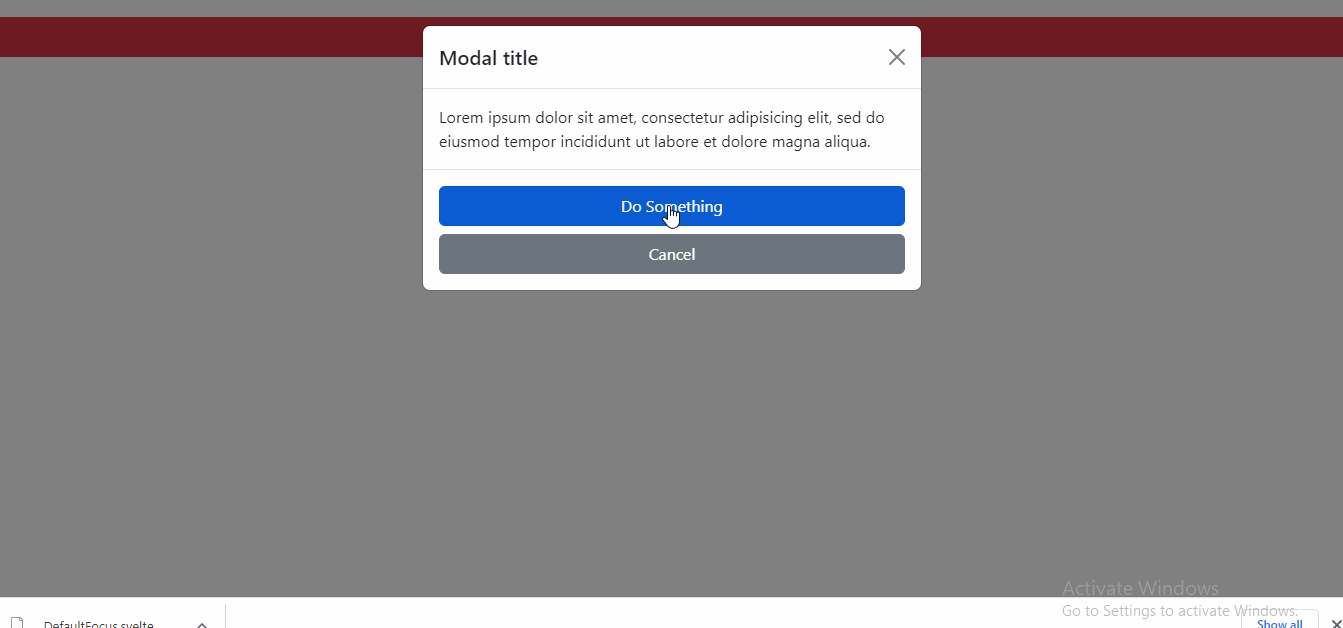 Modal title
Lorem ipsum dolor sit amet, consectetur adipisicing elit, sed do
eiusmod tempor incididunt ut labore et dolore magna aliqua.
Do Something
Cancel
Activate Windows
Go to Settings to activate Windows.
DefaultFocus.svelte
Show all